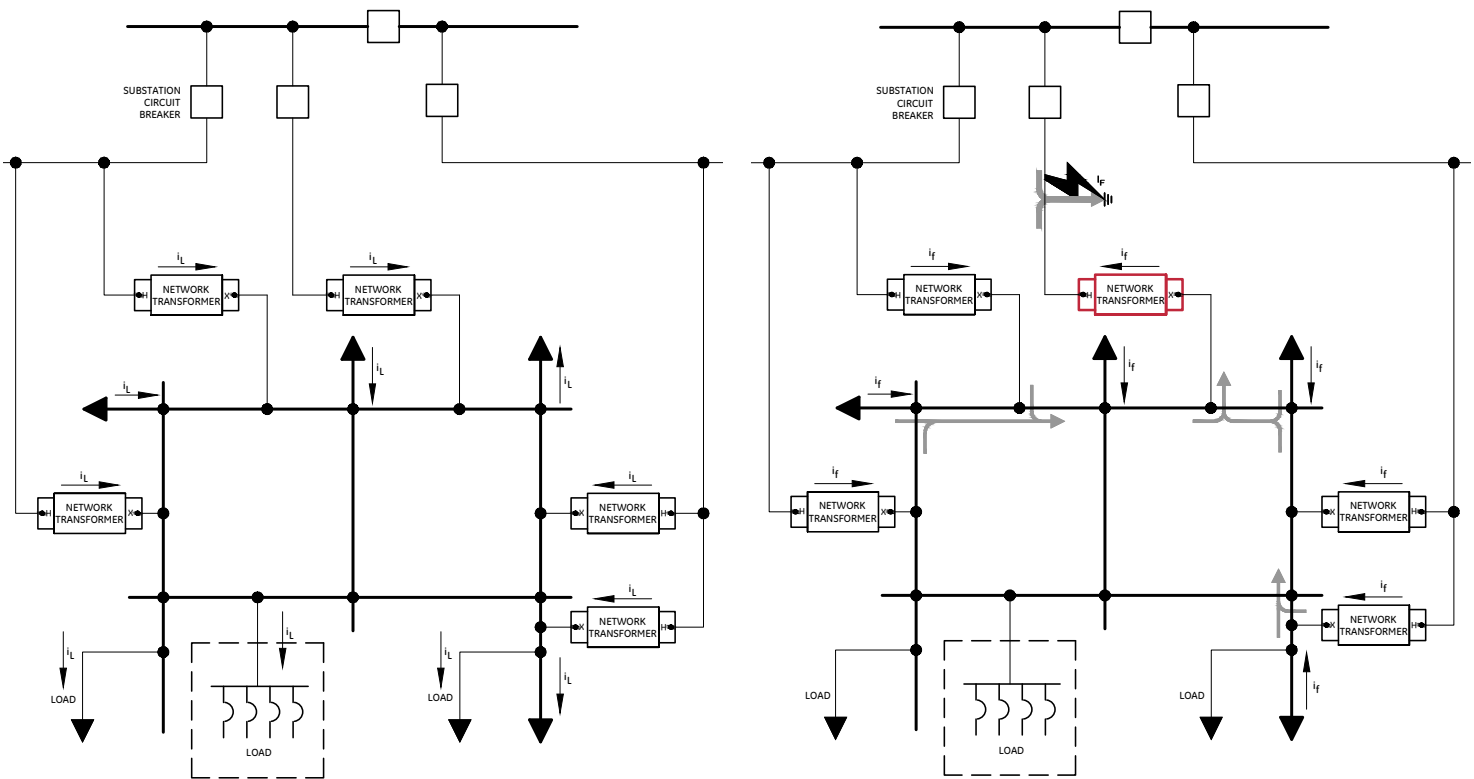 SUBSTATION
CIRCUIT
BREAKER
iL
NETWORK
TRANSFORMER
H
X
iL
NETWORK
TRANSFORMER
H
X
iL
iL
iL
iL
NETWORK
TRANSFORMER
H
X
iL
NETWORK
TRANSFORMER
X
H
iL
NETWORK
TRANSFORMER
X
H
iL
LOAD
iL
LOAD
iL
LOAD
iL
SUBSTATION
CIRCUIT
BREAKER
IF
if
NETWORK
TRANSFORMER
H
X
if
NETWORK
TRANSFORMER
H
X
if
if
if
if
NETWORK
TRANSFORMER
H
X
if
NETWORK
TRANSFORMER
X
H
if
NETWORK
TRANSFORMER
X
H
LOAD
LOAD
LOAD
if